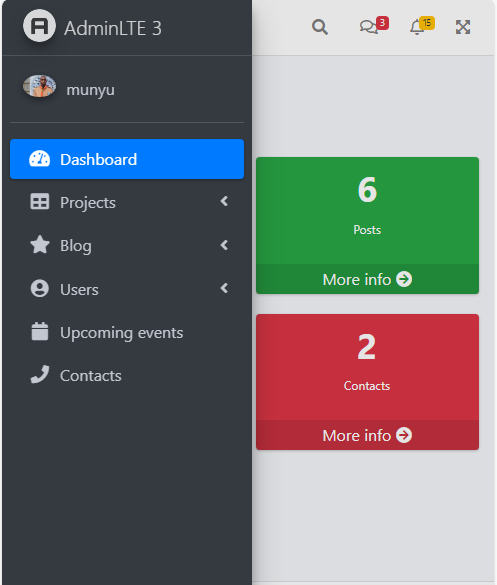 AdminLTE 3
3
15
munyu
Dashboard
Projects
Blog
Users
Upcoming events
Contacts
6
Posts
More info
2
Contacts
More info